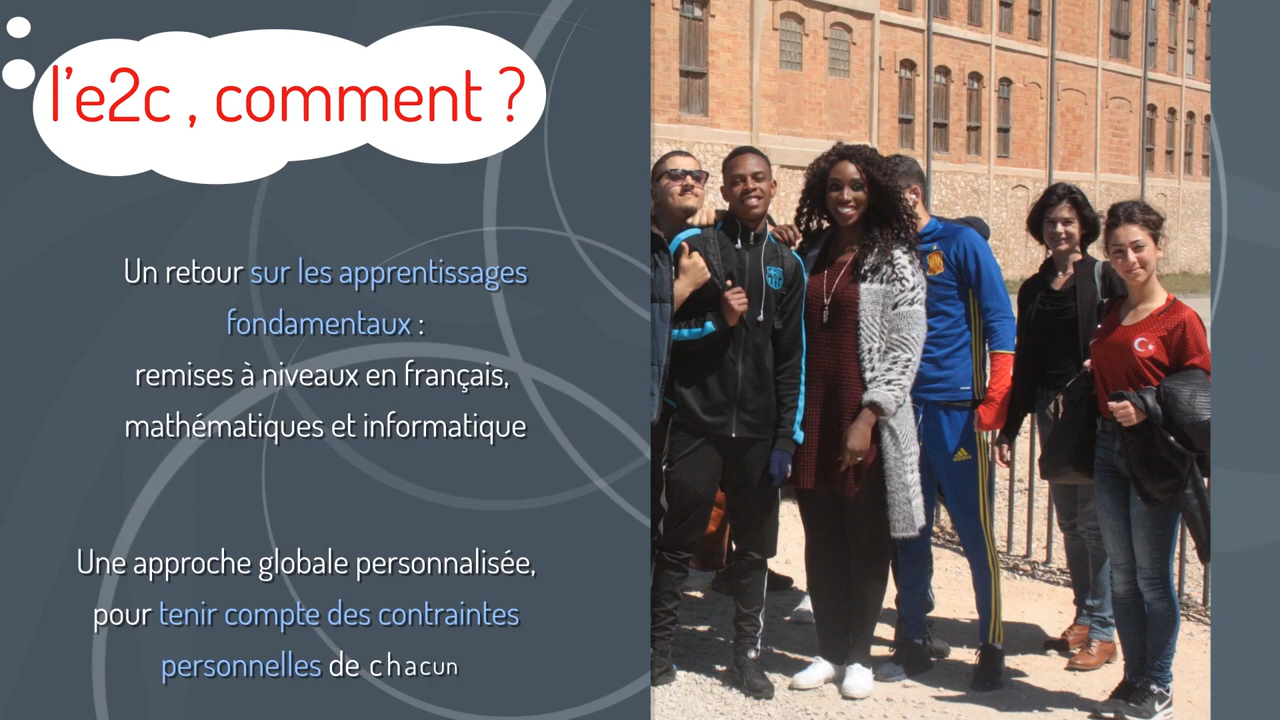 l'e2c , comment ?
Un retour sur les apprentissages
fondamentaux :
remises à niveaux en français,
mathématiques et informatique
Une approche globale personnalisée,
pour tenir compte des contraintes
personnelles de chacun